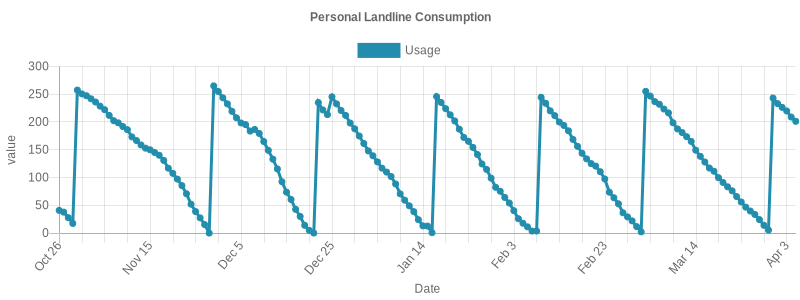 Personal Landline Consumption
Usage
300
250
200
150
100
50
0
value
Oct 26
Nov 15
Dec 5
Dec 25
Jan 14
Feb 3
Feb 23
Mar 14
Apr 3
Date